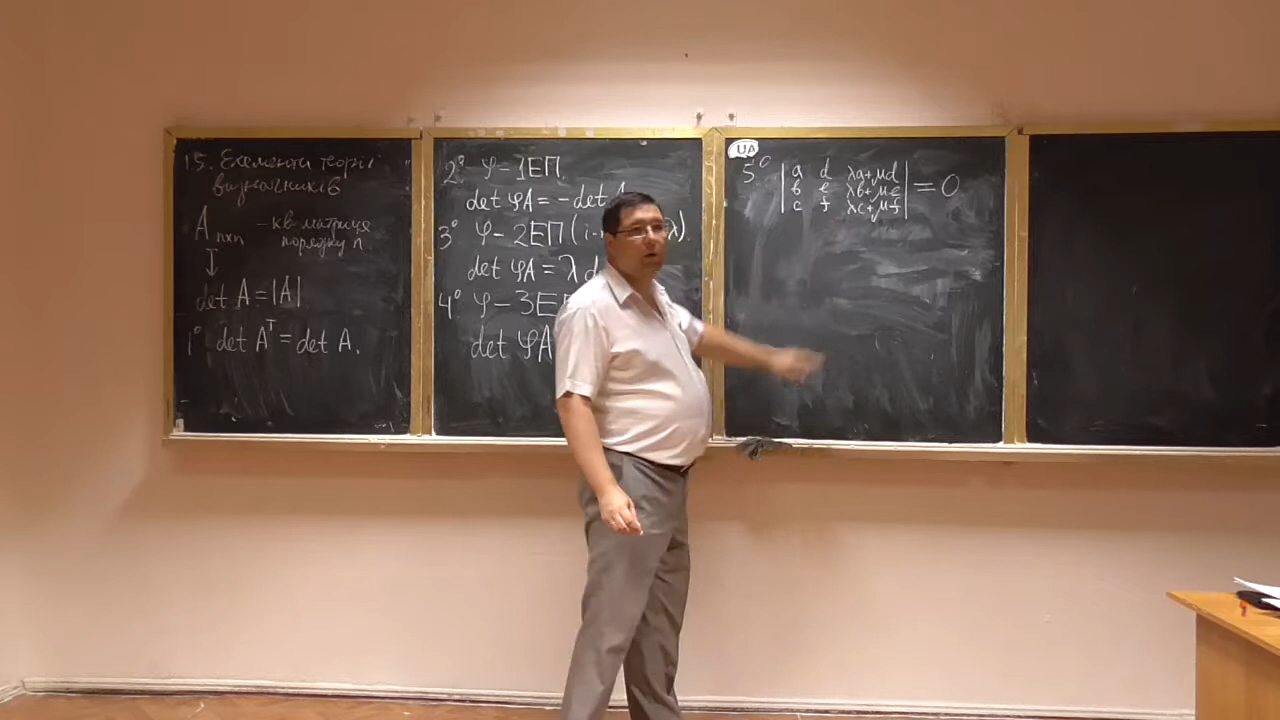 1.5. Елементи теорії
визначників
A n×n – кв. матриця
порядку n
↧
det A = |A|.
1° det Aᵀ = det A.
2° φ – 1ЕП.
det φA = – det A
3° φ – 2ЕП (i- λ).
det φA = λ d
4° φ – 3ЕП
det φA
UA
5° | a d λa+μd |
| b e λb+μe | = 0
| c f λc+μf |